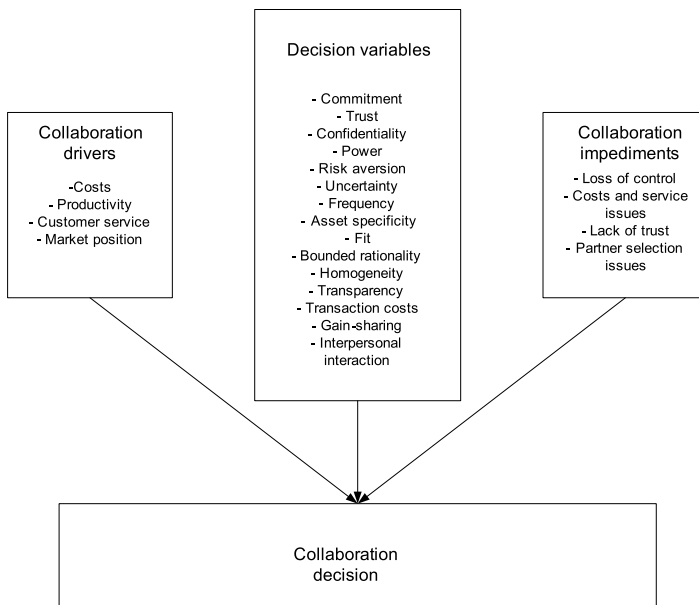 Collaboration
drivers
-Costs
- Productivity
- Customer service
- Market position
Decision variables
- Commitment
- Trust
- Confidentiality
- Power
- Risk aversion
- Uncertainty
- Frequency
- Asset specificity
- Fit
- Bounded rationality
- Homogeneity
- Transparency
- Transaction costs
- Gain-sharing
- Interpersonal
interaction
Collaboration
impediments
- Loss of control
- Costs and service
issues
- Lack of trust
- Partner selection
issues
Collaboration
decision